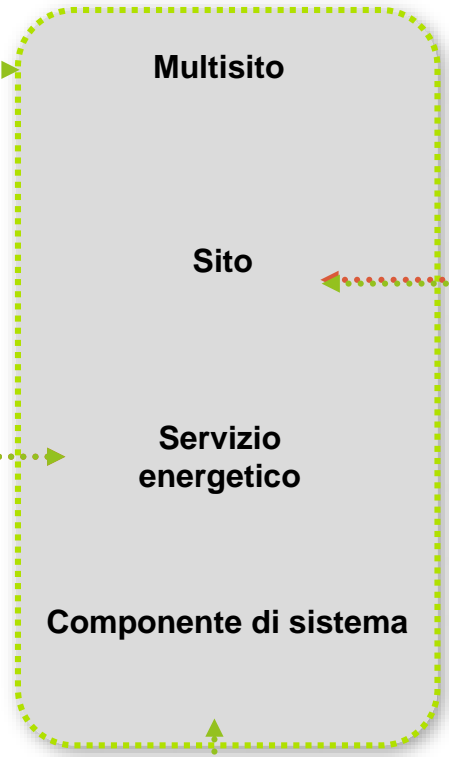 Multisito
Sito
Servizio
energetico
Componente di sistema